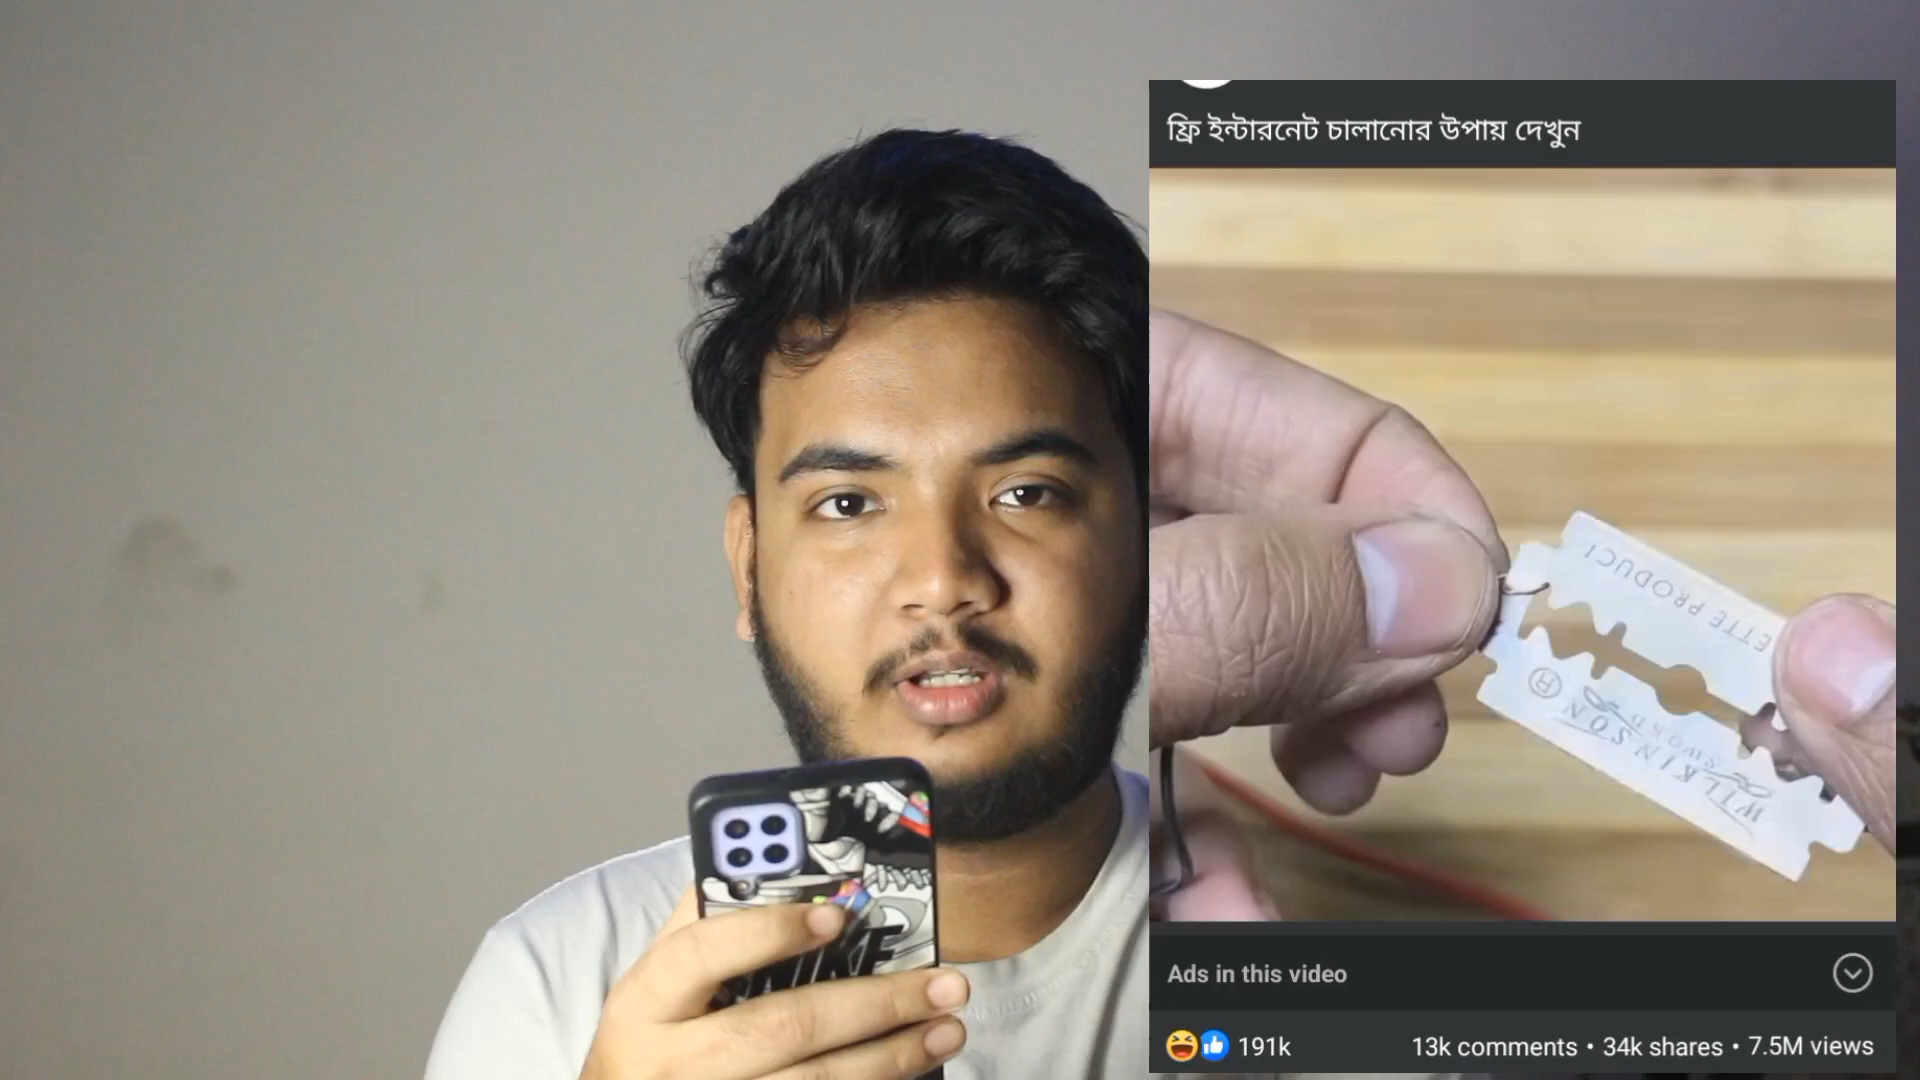 ফ্রি ইন্টারনেট চালানোর উপায় দেখুন
ETTE PRODUCT
WILKINSON
SWORD
®
NIKE
Ads in this video
191k
13k comments • 34k shares • 7.5M views